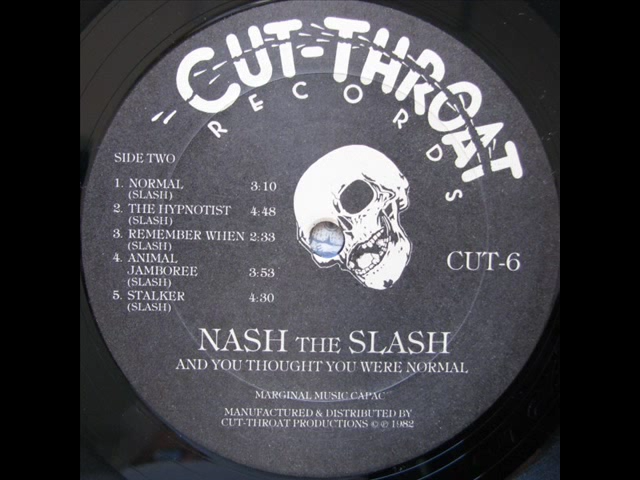 CUT-THROAT
RECORDS
SIDE TWO
1. NORMAL 3:10
(SLASH)
2. THE HYPNOTIST 4:48
(SLASH)
3. REMEMBER WHEN 2:33
(SLASH)
4. ANIMAL
JAMBOREE 3:53
(SLASH)
5. STALKER 4:30
(SLASH)
CUT-6
NASH THE SLASH
AND YOU THOUGHT YOU WERE NORMAL
MARGINAL MUSIC CAPAC
MANUFACTURED & DISTRIBUTED BY
CUT-THROAT PRODUCTIONS © ℗ 1982